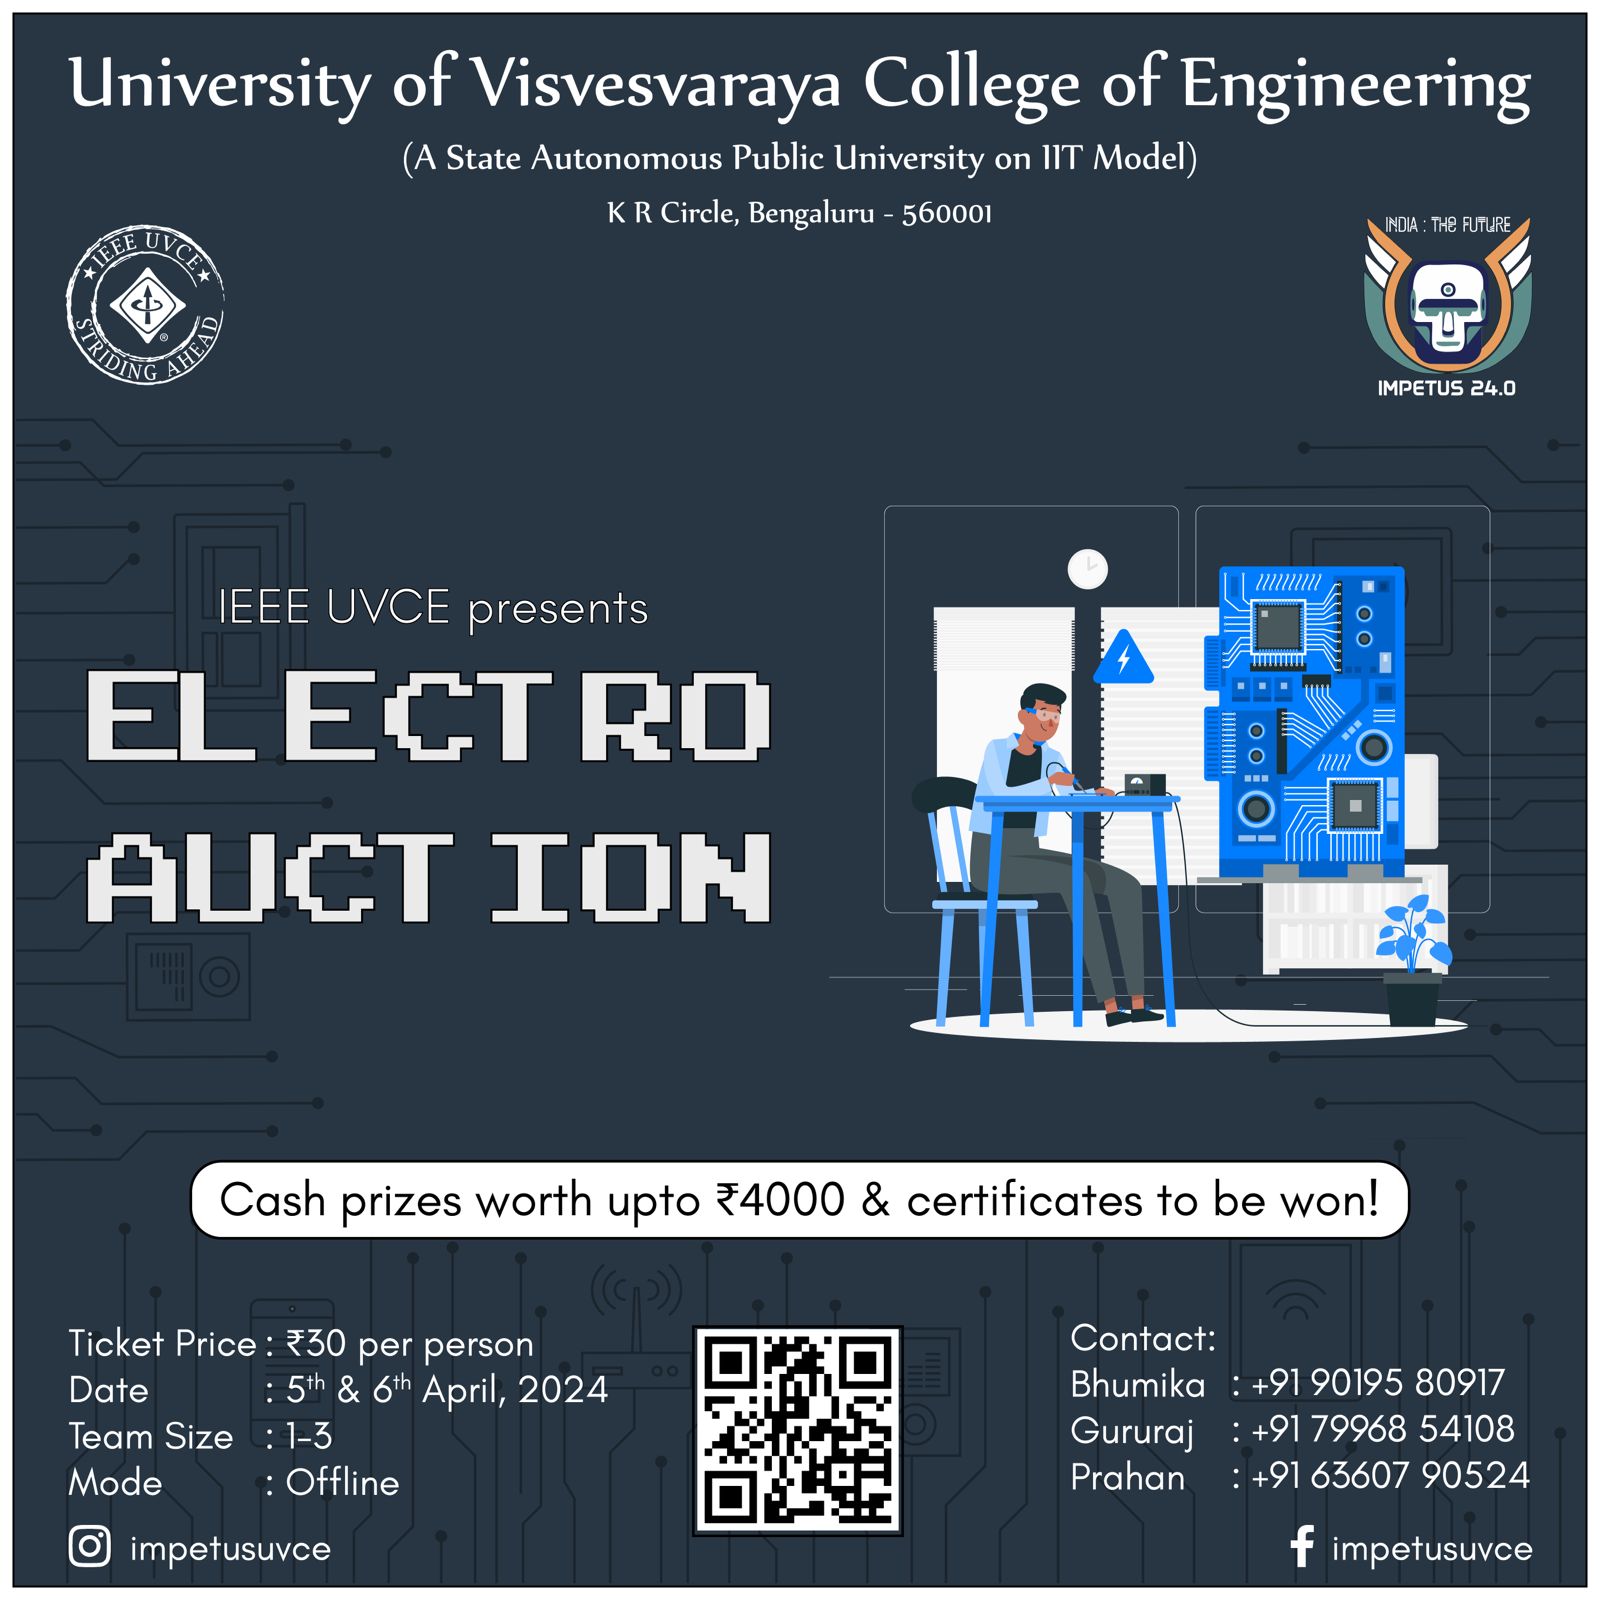 University of Visvesvaraya College of Engineering
(A State Autonomous Public University on IIT Model)
K R Circle, Bengaluru - 560001
IEEE UVCE
STRIDING AHEAD
®
INDIA : THE FUTURE
IMPETUS 24.0
IEEE UVCE presents
ELECTRO
AUCTION
Cash prizes worth upto ₹4000 & certificates to be won!
Ticket Price : ₹30 per person
Date : 5th & 6th April, 2024
Team Size : 1-3
Mode : Offline
impetusuvce
Contact:
Bhumika : +91 90195 80917
Gururaj : +91 79968 54108
Prahan : +91 63607 90524
impetusuvce